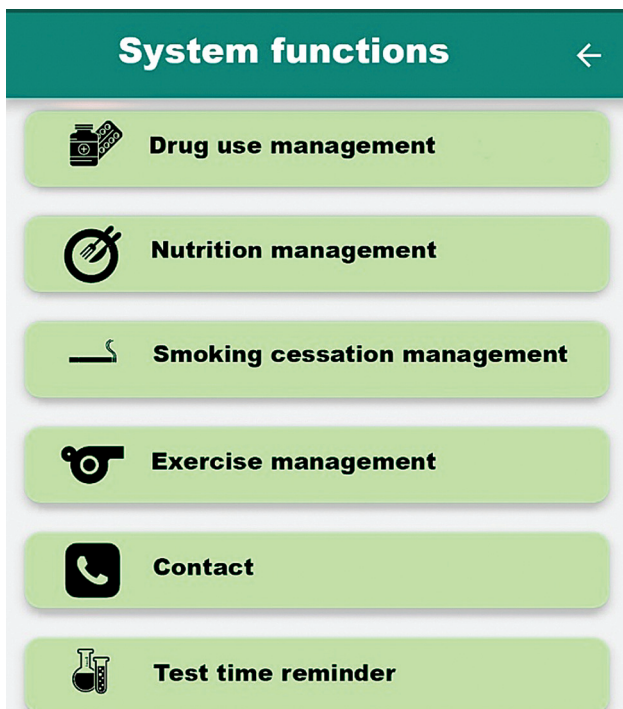 System functions
Drug use management
Nutrition management
Smoking cessation management
Exercise management
Contact
Test time reminder